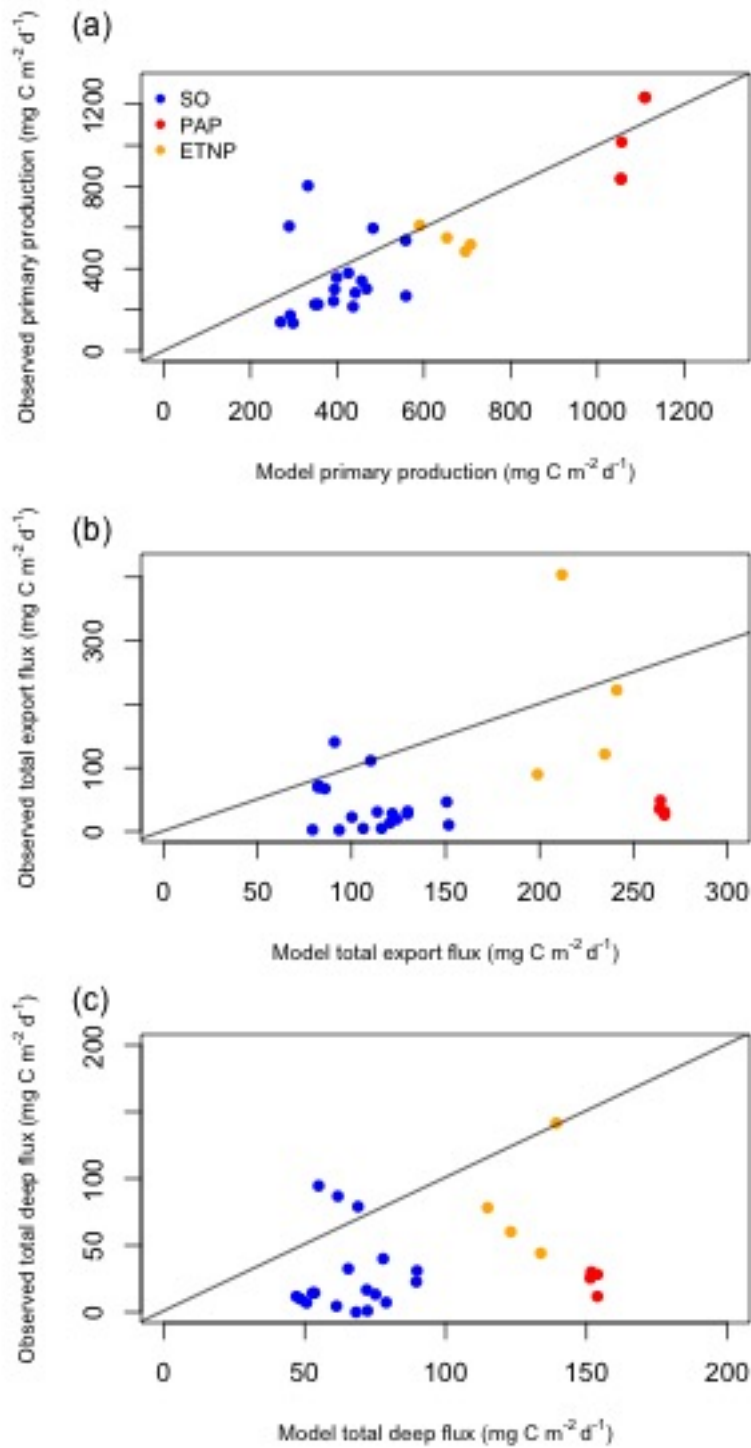 (a)
Observed primary production (mg C m⁻² d⁻¹)
1200
800
400
0
SO
PAP
ETNP
0 200 400 600 800 1000 1200
Model primary production (mg C m⁻² d⁻¹)
(b)
Observed total export flux (mg C m⁻² d⁻¹)
300
100
0
0 50 100 150 200 250 300
Model total export flux (mg C m⁻² d⁻¹)
(c)
Observed total deep flux (mg C m⁻² d⁻¹)
200
100
50
0
0 50 100 150 200
Model total deep flux (mg C m⁻² d⁻¹)